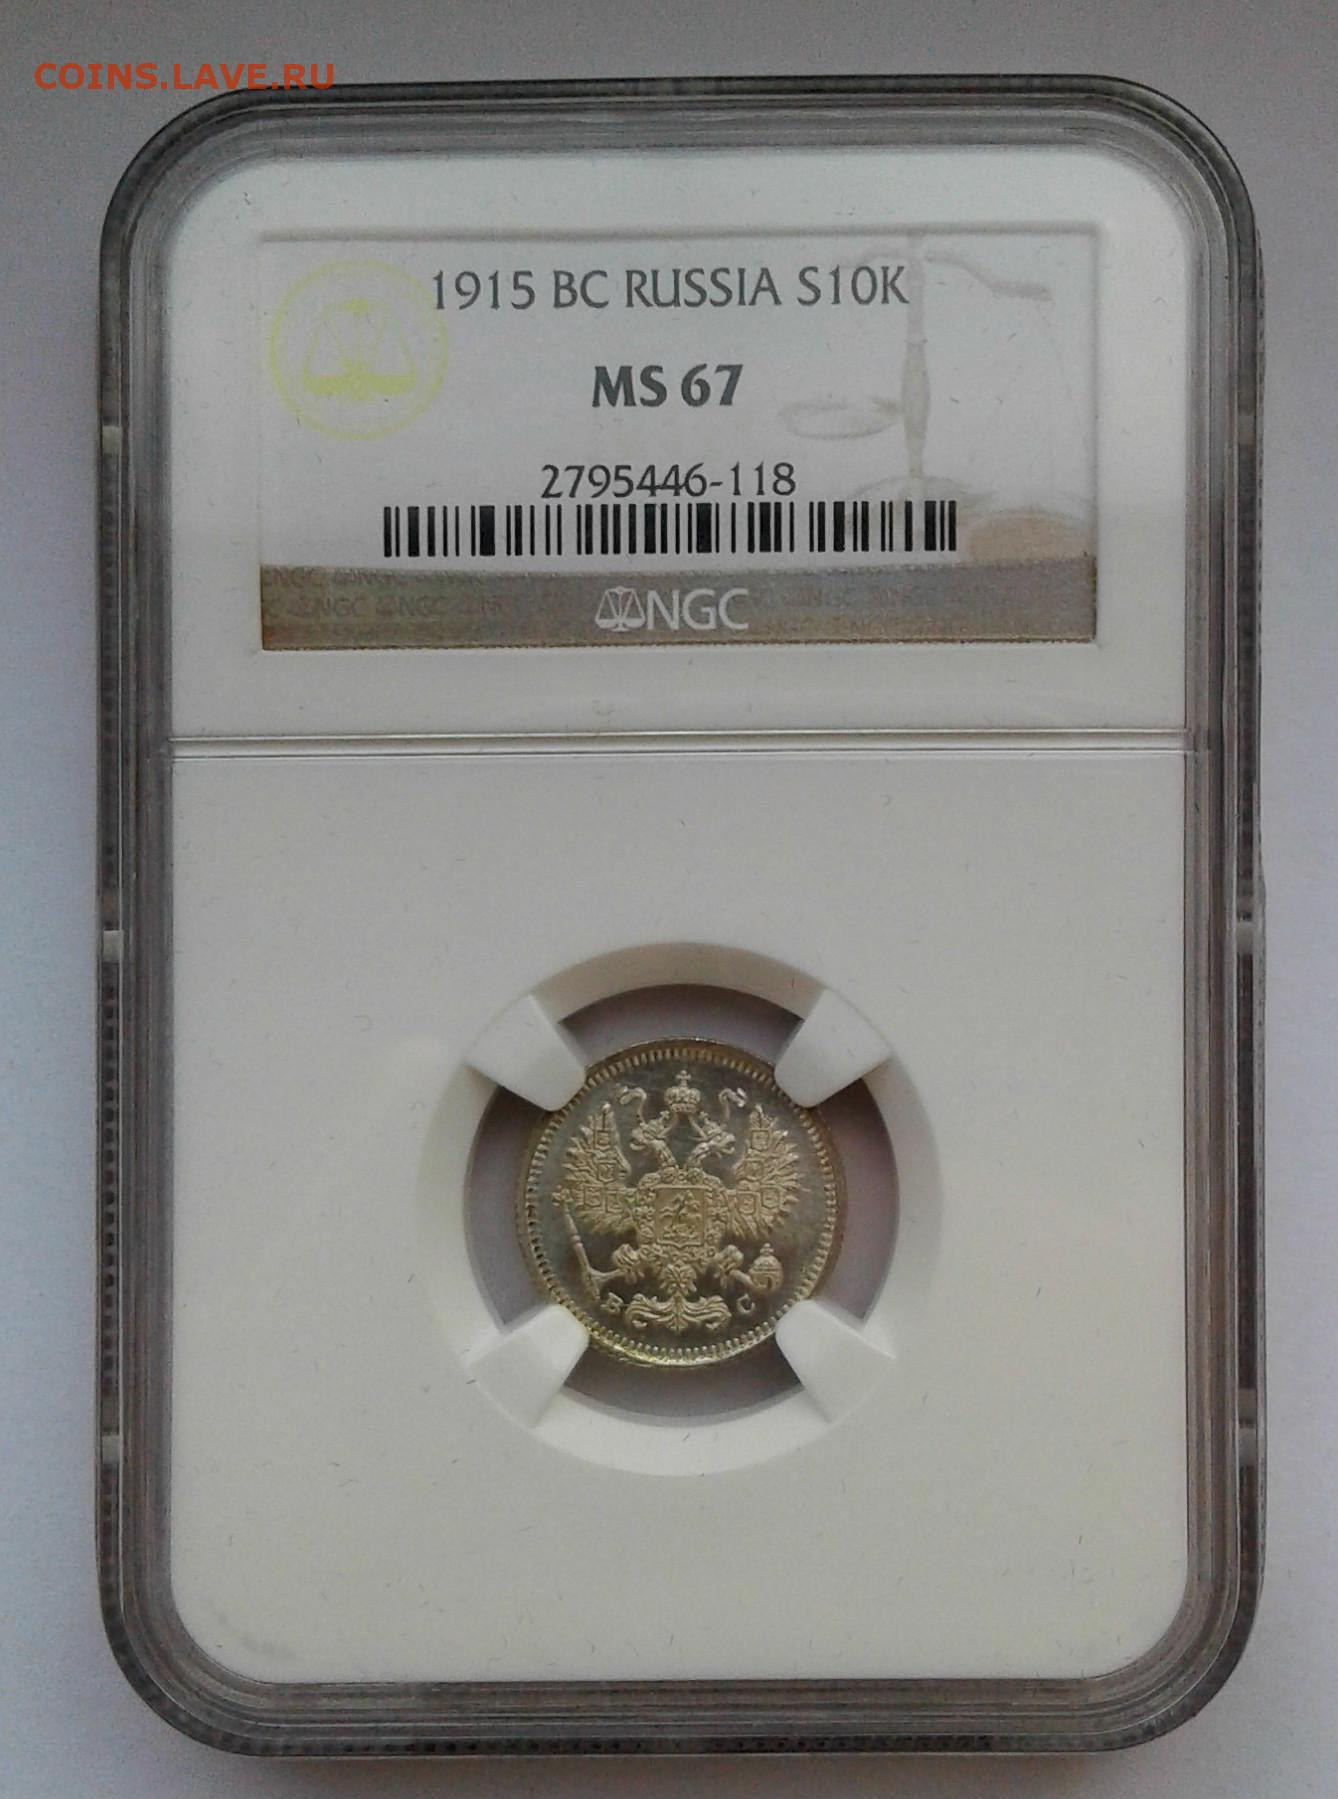 COINS.LAVE.RU
1915 BC RUSSIA S10K
MS 67
2795446-118
NGC
В С